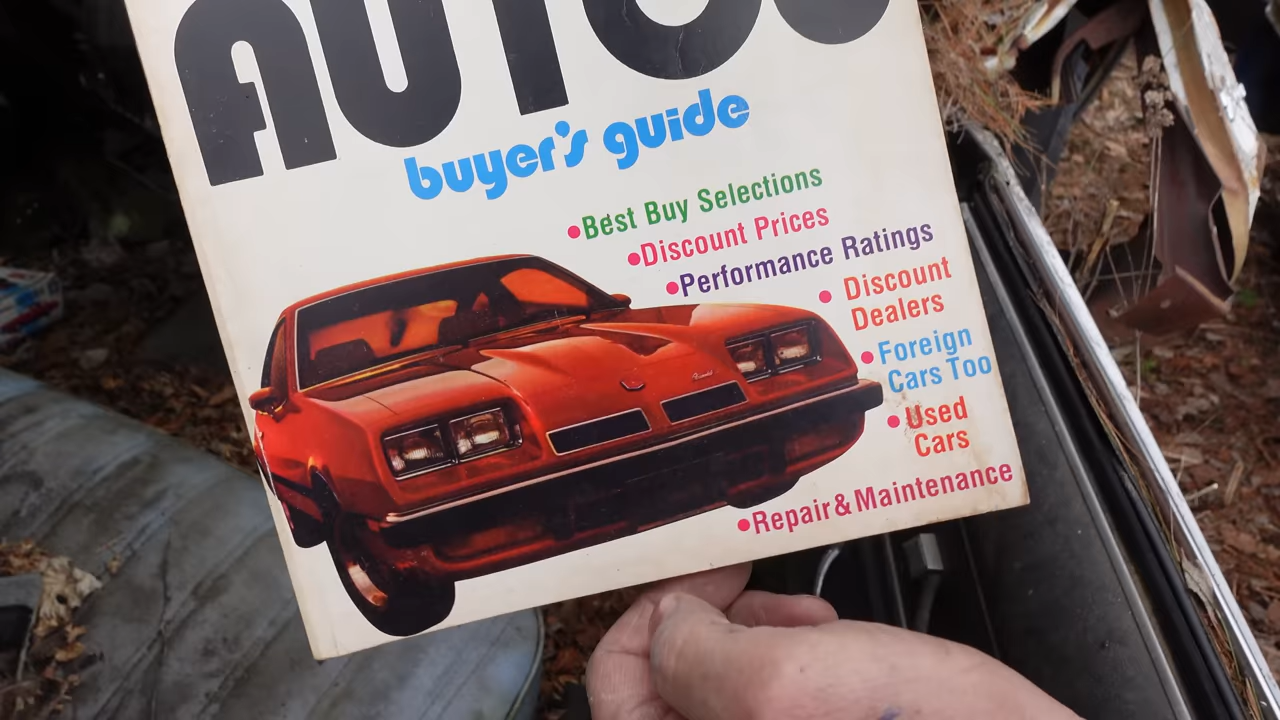 AUTOS
buyer's guide
•Best Buy Selections
•Discount Prices
•Performance Ratings
• Discount
Dealers
•Foreign
Cars Too
•Used
Cars
•Repair & Maintenance